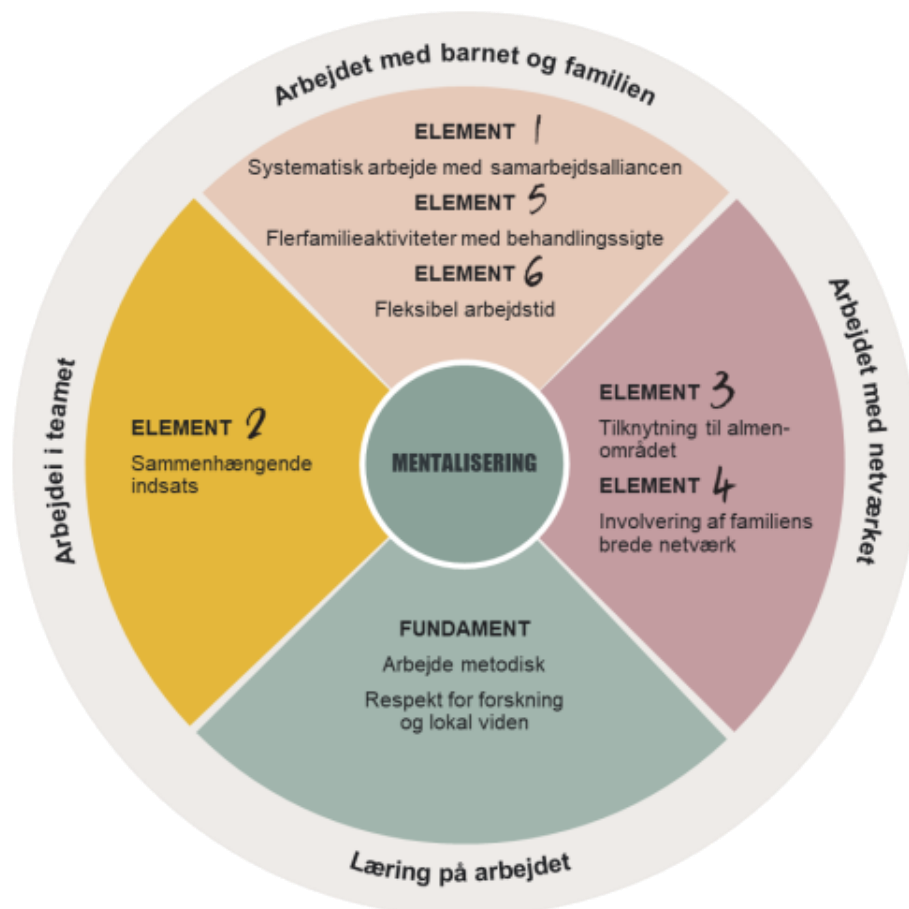 Arbejdet med barnet og familien
ELEMENT 1
Systematisk arbejde med samarbejdsalliancen
ELEMENT 5
Flerfamilieaktiviteter med behandlingssigte
ELEMENT 6
Fleksibel arbejdstid
Arbejdei i teamet
ELEMENT 2
Sammenhængende
indsats
MENTALISERING
ELEMENT 3
Tilknytning til almen-
området
ELEMENT 4
Involvering af familiens
brede netværk
Arbejdet med netværket
FUNDAMENT
Arbejde metodisk
Respekt for forskning
og lokal viden
Læring på arbejdet